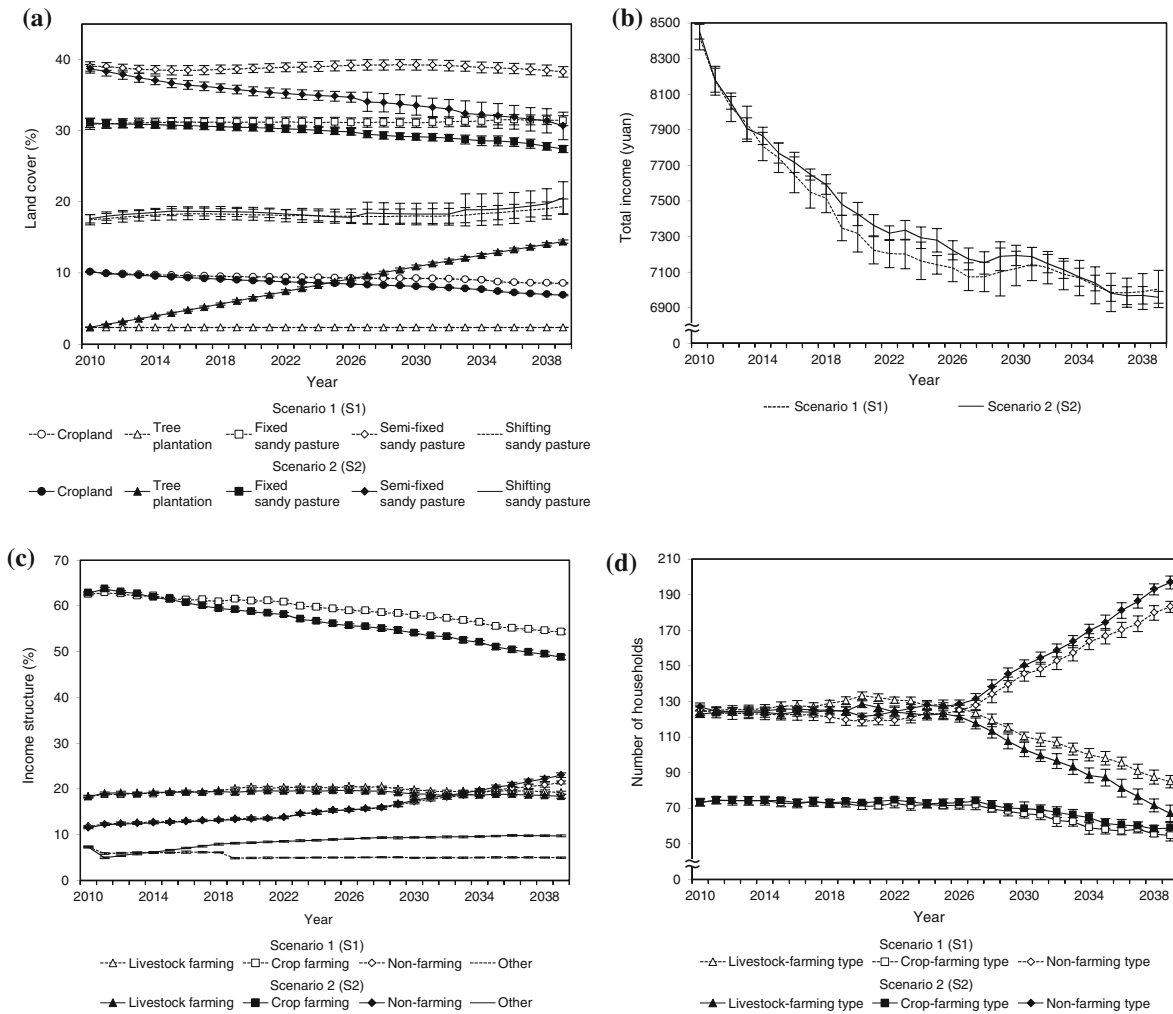 (a)
Land cover (%)
40
30
20
10
0
2010 2014 2018 2022 2026 2030 2034 2038
Year
Scenario 1 (S1)
Cropland Tree plantation Fixed sandy pasture Semi-fixed sandy pasture Shifting sandy pasture
Scenario 2 (S2)
Cropland Tree plantation Fixed sandy pasture Semi-fixed sandy pasture Shifting sandy pasture
(b)
Total income (yuan)
8500
8300
8100
7900
7700
7500
7300
7100
6900
0
2010 2014 2018 2022 2026 2030 2034 2038
Year
Scenario 1 (S1) Scenario 2 (S2)
(c)
Income structure (%)
70
60
50
40
30
20
10
0
2010 2014 2018 2022 2026 2030 2034 2038
Year
Scenario 1 (S1)
Livestock farming Crop farming Non-farming Other
Scenario 2 (S2)
Livestock farming Crop farming Non-farming Other
(d)
Number of households
210
190
170
150
130
110
90
70
50
0
2010 2014 2018 2022 2026 2030 2034 2038
Year
Scenario 1 (S1)
Livestock-farming type Crop-farming type Non-farming type
Scenario 2 (S2)
Livestock-farming type Crop-farming type Non-farming type